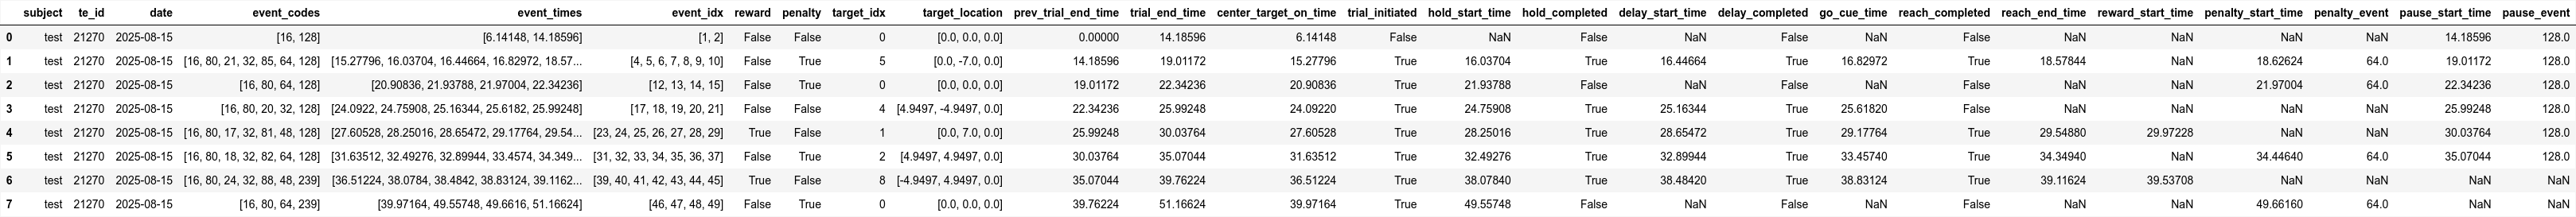 subject te_id date event_codes event_times event_idx reward penalty target_idx target_location prev_trial_end_time trial_end_time center_target_on_time trial_initiated hold_start_time hold_completed delay_start_time delay_completed go_cue_time reach_completed reach_end_time reward_start_time penalty_start_time penalty_event pause_start_time pause_event
0 test 21270 2025-08-15 [16, 128] [6.14148, 14.18596] [1, 2] False False 0 [0.0, 0.0, 0.0] 0.00000 14.18596 6.14148 False NaN False NaN False NaN False NaN NaN NaN NaN 14.18596 128.0
1 test 21270 2025-08-15 [16, 80, 21, 32, 85, 64, 128] [15.27796, 16.03704, 16.44664, 16.82972, 18.57... [4, 5, 6, 7, 8, 9, 10] False True 5 [0.0, -7.0, 0.0] 14.18596 19.01172 15.27796 True 16.03704 True 16.44664 True 16.82972 True 18.57844 NaN 18.62624 64.0 19.01172 128.0
2 test 21270 2025-08-15 [16, 80, 64, 128] [20.90836, 21.93788, 21.97004, 22.34236] [12, 13, 14, 15] False True 0 [0.0, 0.0, 0.0] 19.01172 22.34236 20.90836 True 21.93788 False NaN False NaN False NaN NaN 21.97004 64.0 22.34236 128.0
3 test 21270 2025-08-15 [16, 80, 20, 32, 128] [24.0922, 24.75908, 25.16344, 25.6182, 25.99248] [17, 18, 19, 20, 21] False False 4 [4.9497, -4.9497, 0.0] 22.34236 25.99248 24.09220 True 24.75908 True 25.16344 True 25.61820 False NaN NaN NaN NaN 25.99248 128.0
4 test 21270 2025-08-15 [16, 80, 17, 32, 81, 48, 128] [27.60528, 28.25016, 28.65472, 29.17764, 29.54... [23, 24, 25, 26, 27, 28, 29] True False 1 [0.0, 7.0, 0.0] 25.99248 30.03764 27.60528 True 28.25016 True 28.65472 True 29.17764 True 29.54880 29.97228 NaN NaN 30.03764 128.0
5 test 21270 2025-08-15 [16, 80, 18, 32, 82, 64, 128] [31.63512, 32.49276, 32.89944, 33.4574, 34.349... [31, 32, 33, 34, 35, 36, 37] False True 2 [4.9497, 4.9497, 0.0] 30.03764 35.07044 31.63512 True 32.49276 True 32.89944 True 33.45740 True 34.34940 NaN 34.44640 64.0 35.07044 128.0
6 test 21270 2025-08-15 [16, 80, 24, 32, 88, 48, 239] [36.51224, 38.0784, 38.4842, 38.83124, 39.1162... [39, 40, 41, 42, 43, 44, 45] True False 8 [-4.9497, 4.9497, 0.0] 35.07044 39.76224 36.51224 True 38.07840 True 38.48420 True 38.83124 True 39.11624 39.53708 NaN NaN NaN NaN
7 test 21270 2025-08-15 [16, 80, 64, 239] [39.97164, 49.55748, 49.6616, 51.16624] [46, 47, 48, 49] False True 0 [0.0, 0.0, 0.0] 39.76224 51.16624 39.97164 True 49.55748 False NaN False NaN False NaN NaN 49.66160 64.0 NaN NaN